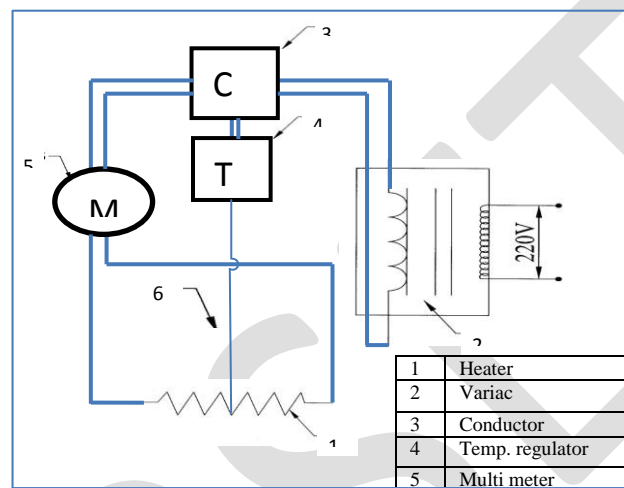 3
C
4
T
5
M
220V
6
2
1
1 Heater
2 Variac
3 Conductor
4 Temp. regulator
5 Multi meter